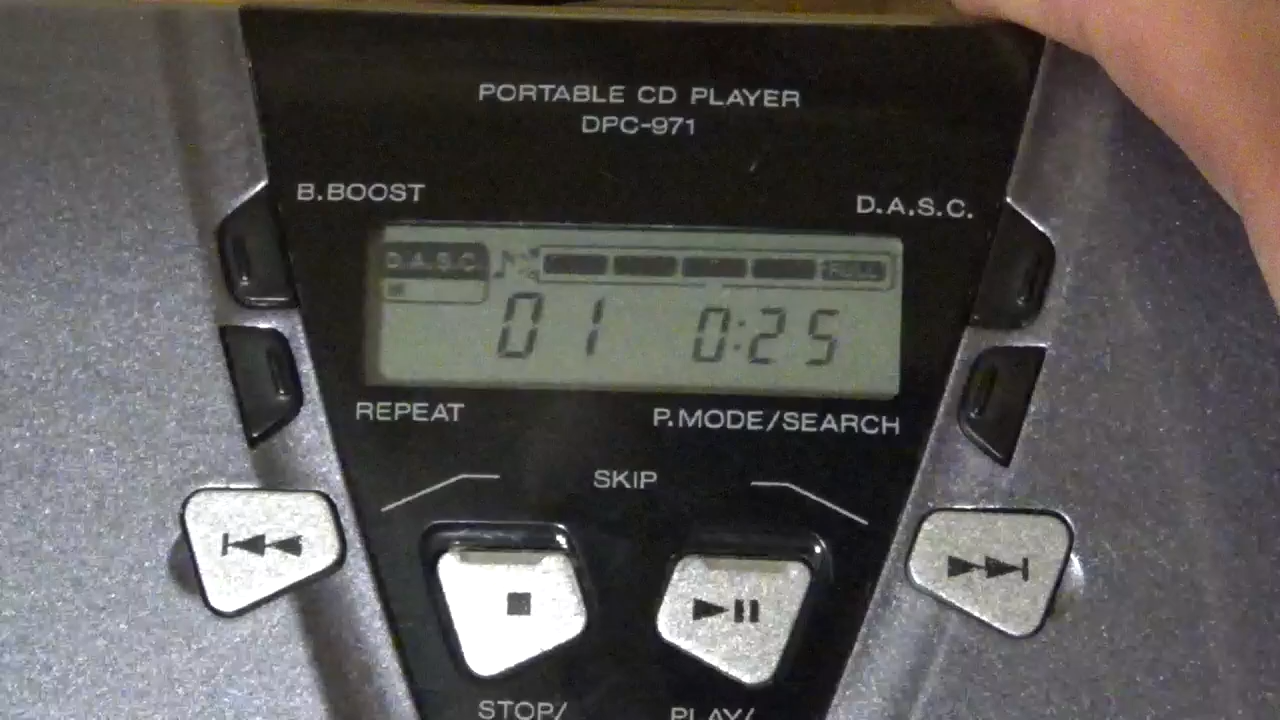 PORTABLE CD PLAYER
DPC-971
B.BOOST
D.A.S.C.
D.A.S.C
FULL
01 0:25
REPEAT
P.MODE/SEARCH
SKIP
STOP/
PLAY/